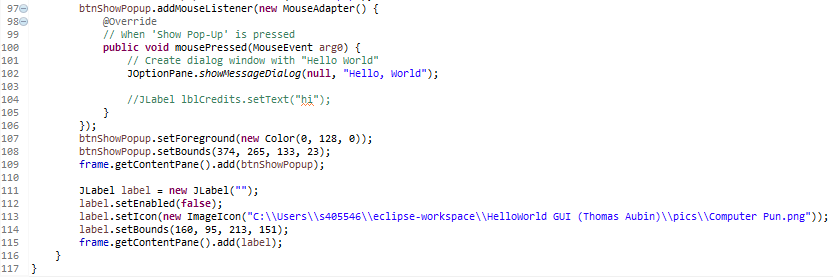 97 btnShowPopup.addMouseListener(new MouseAdapter() {
98 @Override
99 // When 'Show Pop-Up' is pressed
100 public void mousePressed(MouseEvent arg0) {
101 // Create dialog window with "Hello World"
102 JOptionPane.showMessageDialog(null, "Hello, World");
103
104 //JLabel lblCredits.setText("hi");
105 }
106 });
107 btnShowPopup.setForeground(new Color(0, 128, 0));
108 btnShowPopup.setBounds(374, 265, 133, 23);
109 frame.getContentPane().add(btnShowPopup);
110
111 JLabel label = new JLabel("");
112 label.setEnabled(false);
113 label.setIcon(new ImageIcon("C:\\Users\\s405546\\eclipse-workspace\\HelloWorld GUI (Thomas Aubin)\\pics\\Computer Pun.png"));
114 label.setBounds(160, 95, 213, 151);
115 frame.getContentPane().add(label);
116 }
117 }